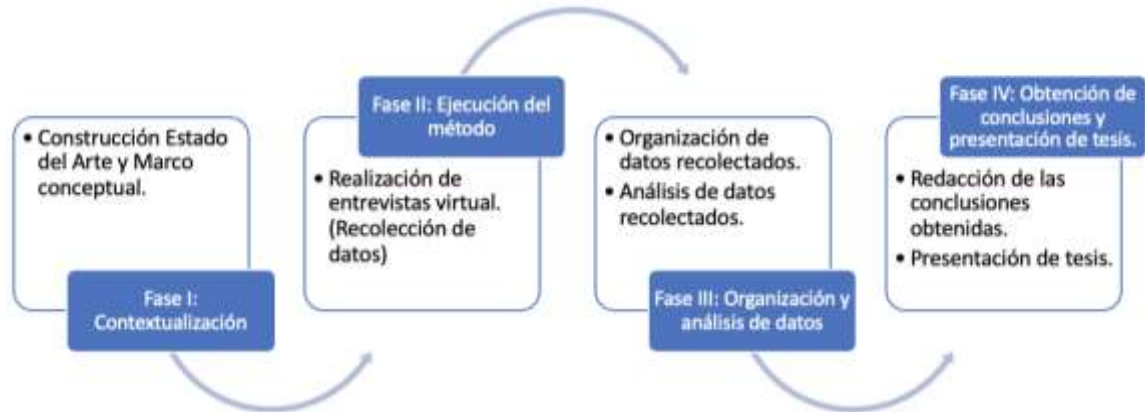 • Construcción Estado
del Arte y Marco
conceptual.
Fase I:
Contextualización
Fase II: Ejecución del
método
• Realización de
entrevistas virtual.
(Recolección de
datos)
• Organización de
datos recolectados.
• Análisis de datos
recolectados.
Fase III: Organización y
análisis de datos
Fase IV: Obtención de
conclusiones y
presentación de tesis.
• Redacción de las
conclusiones
obtenidas.
• Presentación de tesis.